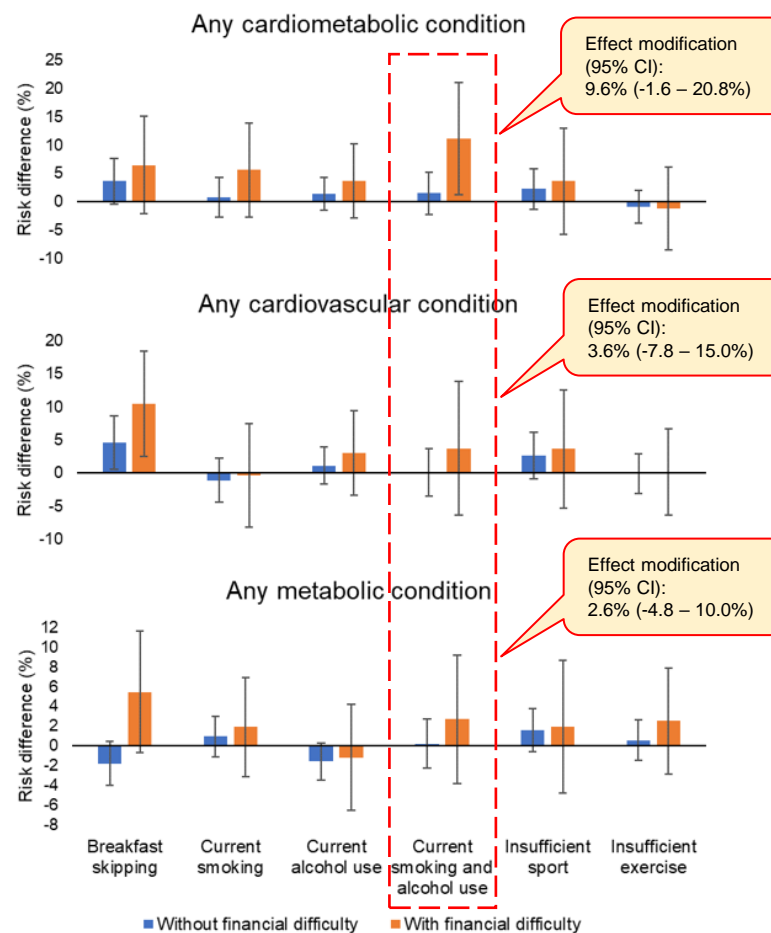 Any cardiometabolic condition
Effect modification
(95% CI):
9.6% (-1.6 – 20.8%)
Risk difference (%)
25
20
15
10
5
0
-5
-10
Any cardiovascular condition
Effect modification
(95% CI):
3.6% (-7.8 – 15.0%)
Risk difference (%)
20
15
10
5
0
-5
-10
Any metabolic condition
Effect modification
(95% CI):
2.6% (-4.8 – 10.0%)
Risk difference (%)
12
10
8
6
4
2
0
-2
-4
-6
-8
Breakfast
skipping
Current
smoking
Current
alcohol use
Current
smoking and
alcohol use
Insufficient
sport
Insufficient
exercise
Without financial difficulty
With financial difficulty